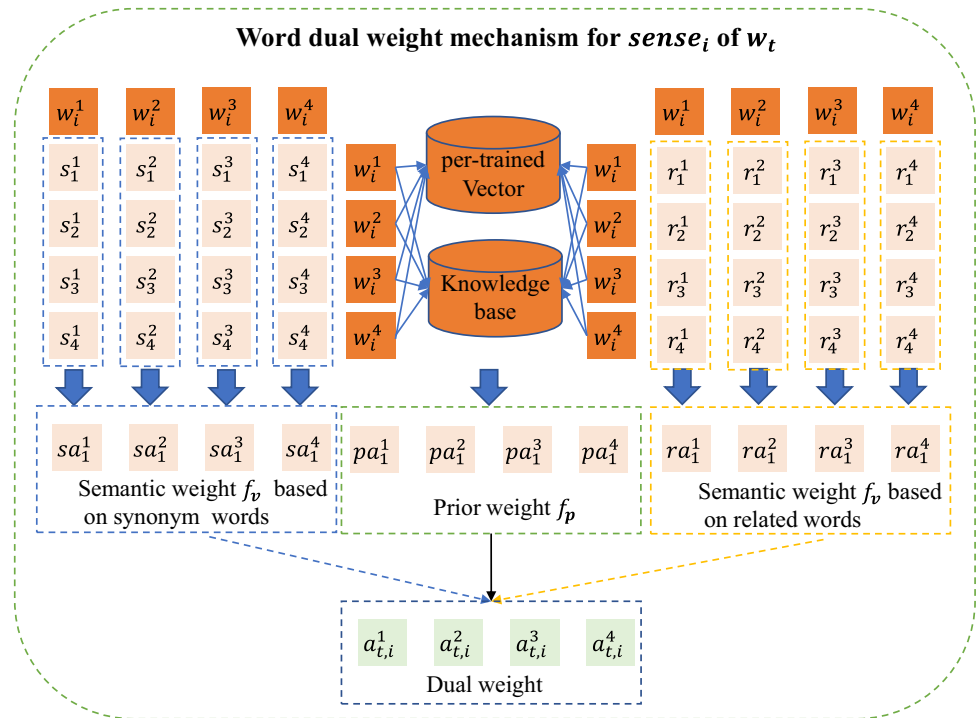 Word dual weight mechanism for sense_i of w_t
w_i^1 w_i^2 w_i^3 w_i^4
s_1^1 s_1^2 s_1^3 s_1^4
s_2^1 s_2^2 s_2^3 s_2^4
s_3^1 s_3^2 s_3^3 s_3^4
s_4^1 s_4^2 s_4^3 s_4^4
w_i^1
w_i^2
w_i^3
w_i^4
per-trained
Vector
Knowledge
base
w_i^1
w_i^2
w_i^3
w_i^4
w_i^1 w_i^2 w_i^3 w_i^4
r_1^1 r_1^2 r_1^3 r_1^4
r_2^1 r_2^2 r_2^3 r_2^4
r_3^1 r_3^2 r_3^3 r_3^4
r_4^1 r_4^2 r_4^3 r_4^4
sa_1^1 sa_1^2 sa_1^3 sa_1^4
Semantic weight f_v based
on synonym words
pa_1^1 pa_1^2 pa_1^3 pa_1^4
Prior weight f_p
ra_1^1 ra_1^2 ra_1^3 ra_1^4
Semantic weight f_v based
on related words
a_{t,i}^1 a_{t,i}^2 a_{t,i}^3 a_{t,i}^4
Dual weight